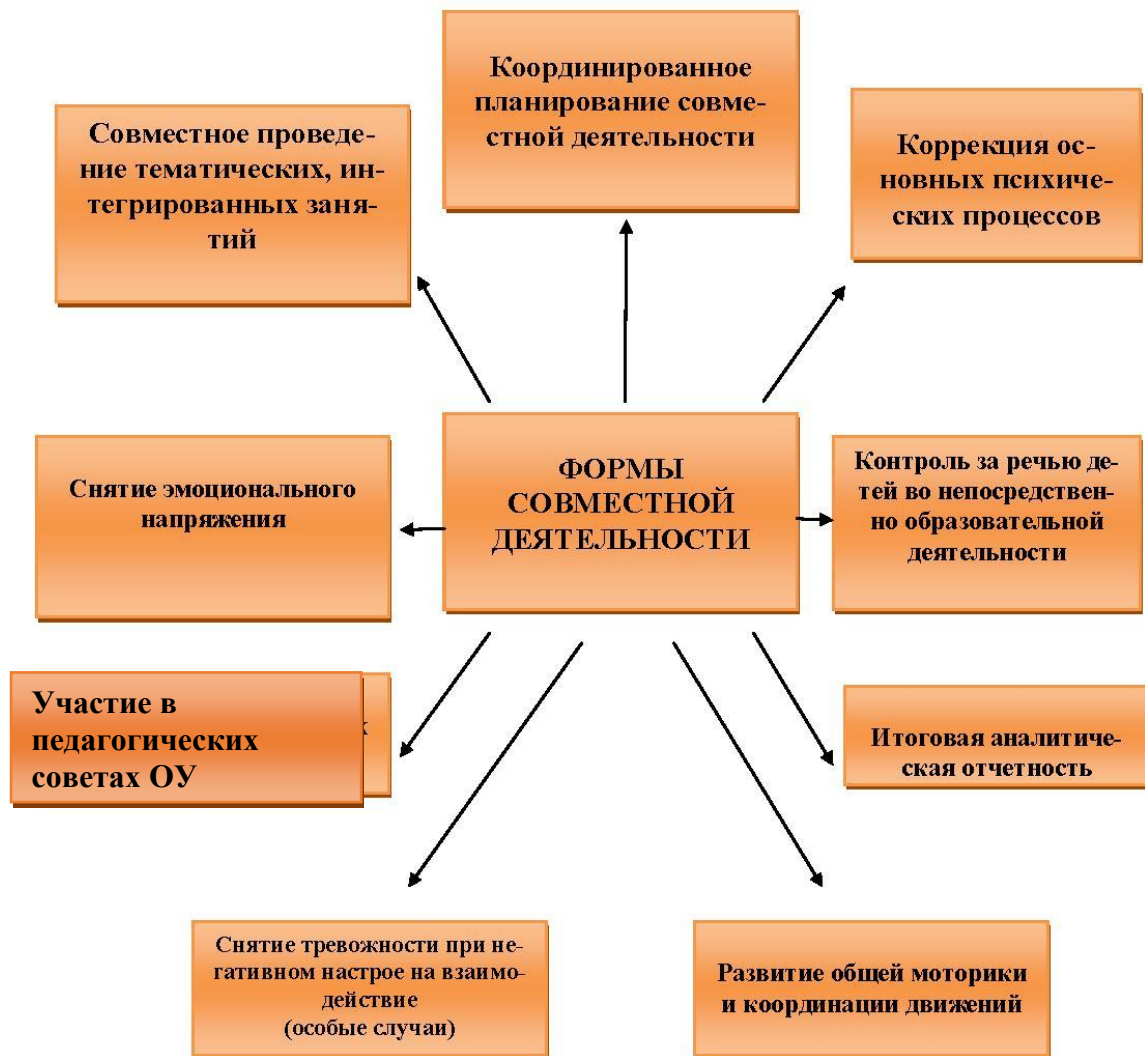 Координированное
планирование совме-
стной деятельности
Совместное проведе-
ние тематических, ин-
тегрированных заня-
тий
Коррекция ос-
новных психиче-
ских процессов
Снятие эмоционального
напряжения
ФОРМЫ
СОВМЕСТНОЙ
ДЕЯТЕЛЬНОСТИ
Контроль за речью де-
тей во непосредствен-
но образовательной
деятельности
Участие в
педагогических
советах ОУ
Итоговая аналитиче-
ская отчетность
Снятие тревожности при не-
гативном настрое на взаимо-
действие
(особые случаи)
Развитие общей моторики
и координации движений